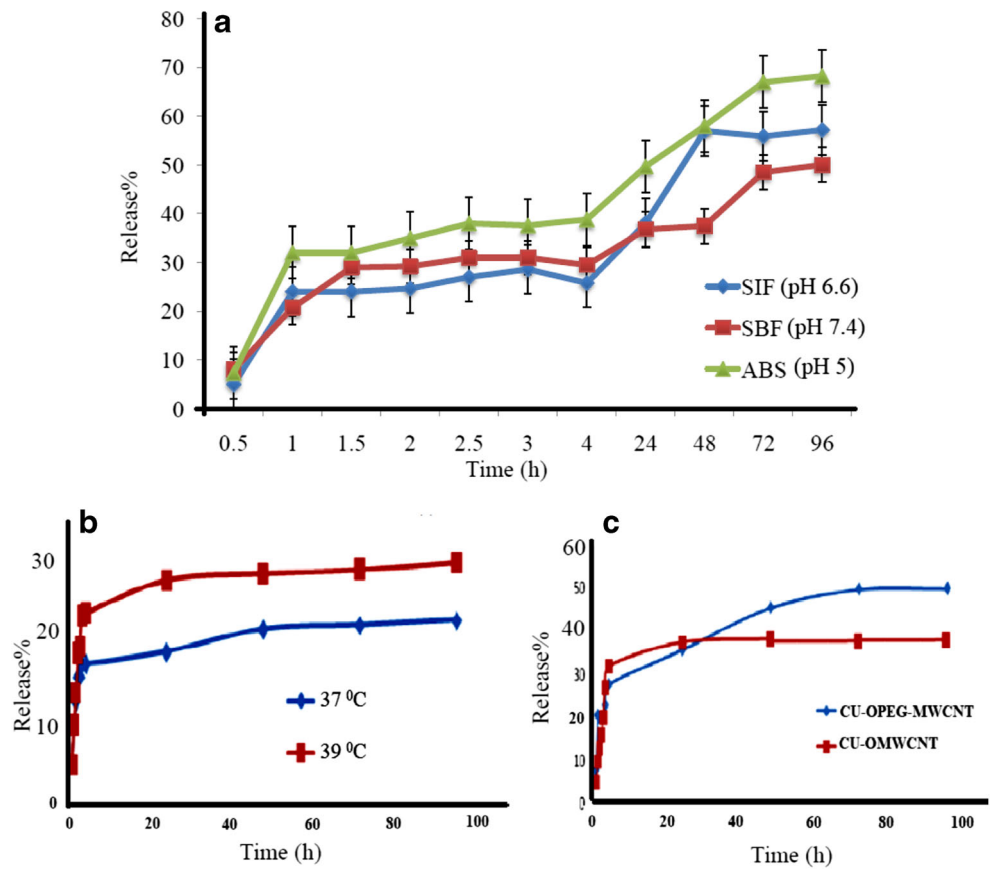 a
80
70
60
50
40
30
20
10
0
Release%
SIF (pH 6.6)
SBF (pH 7.4)
ABS (pH 5)
0.5 1 1.5 2 2.5 3 4 24 48 72 96
Time (h)
b
30
20
10
0
Release%
37 ⁰C
39 ⁰C
0 20 40 60 80 100
Time (h)
c
60
50
40
30
20
10
0
Release%
CU-OPEG-MWCNT
CU-OMWCNT
0 20 40 60 80 100
Time (h)